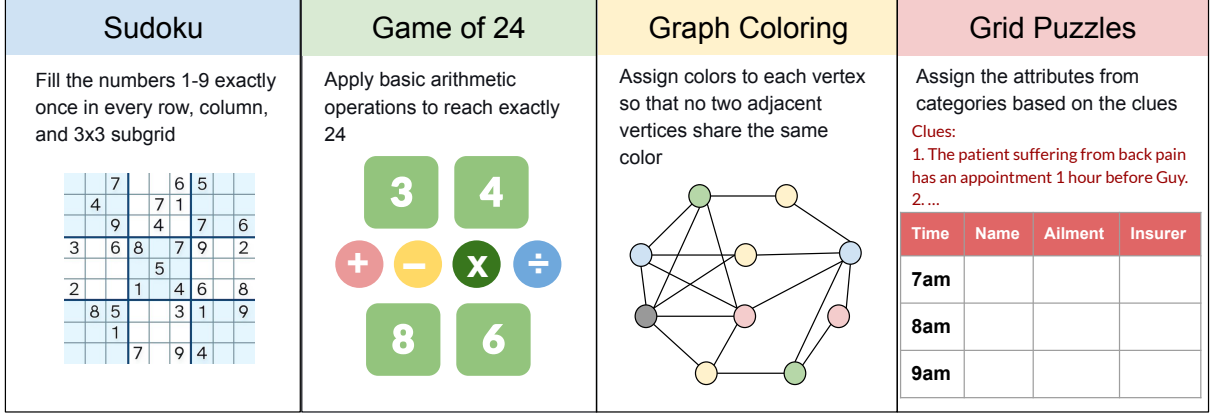 Sudoku
Fill the numbers 1-9 exactly
once in every row, column,
and 3x3 subgrid
7 6 5
4 7 1
9 4 7 6
3 6 8 7 9 2
5
2 1 4 6 8
8 5 3 1 9
1
7 9 4
Game of 24
Apply basic arithmetic
operations to reach exactly
24
3 4
+ − x ÷
8 6
Graph Coloring
Assign colors to each vertex
so that no two adjacent
vertices share the same
color
Grid Puzzles
Assign the attributes from
categories based on the clues
Clues:
1. The patient suffering from back pain
has an appointment 1 hour before Guy.
2. ...
Time Name Ailment Insurer
7am
8am
9am